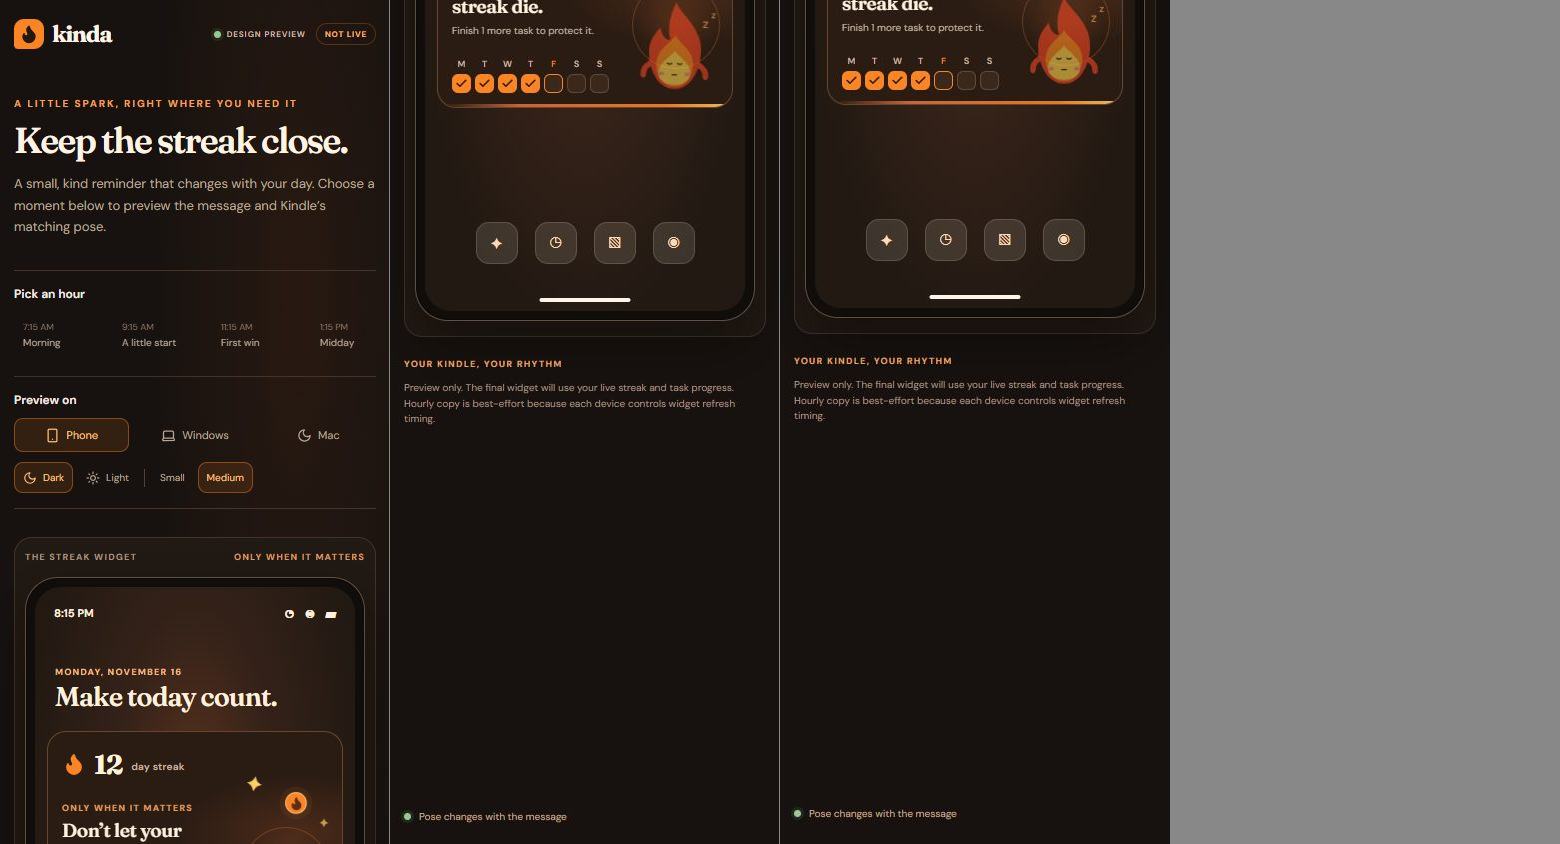 kinda
DESIGN PREVIEW
NOT LIVE
A LITTLE SPARK, RIGHT WHERE YOU NEED IT
Keep the streak close.
A small, kind reminder that changes with your day. Choose a
moment below to preview the message and Kindle's
matching pose.
Pick an hour
7:15 AM
Morning
9:15 AM
A little start
11:15 AM
First win
1:15 PM
Midday
Preview on
Phone
Windows
Mac
Dark
Light
Small
Medium
THE STREAK WIDGET
ONLY WHEN IT MATTERS
8:15 PM
MONDAY, NOVEMBER 16
Make today count.
12 day streak
ONLY WHEN IT MATTERS
Don't let your
streak die.
Finish 1 more task to protect it.
z z
M T W T F S S
YOUR KINDLE, YOUR RHYTHM
Preview only. The final widget will use your live streak and task progress.
Hourly copy is best-effort because each device controls widget refresh
timing.
Pose changes with the message
streak die.
Finish 1 more task to protect it.
z z
M T W T F S S
YOUR KINDLE, YOUR RHYTHM
Preview only. The final widget will use your live streak and task progress.
Hourly copy is best-effort because each device controls widget refresh
timing.
Pose changes with the message